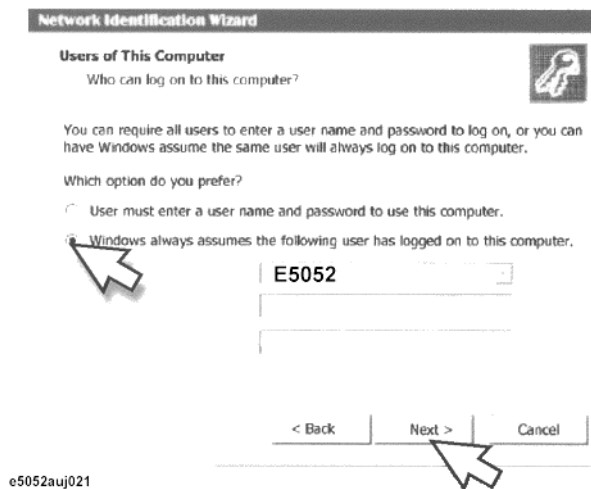 Network Identification Wizard
Users of This Computer
Who can log on to this computer?
You can require all users to enter a user name and password to log on, or you can
have Windows assume the same user will always log on to this computer.
Which option do you prefer?
User must enter a user name and password to use this computer.
Windows always assumes the following user has logged on to this computer.
E5052
< Back Next > Cancel
e5052auj021